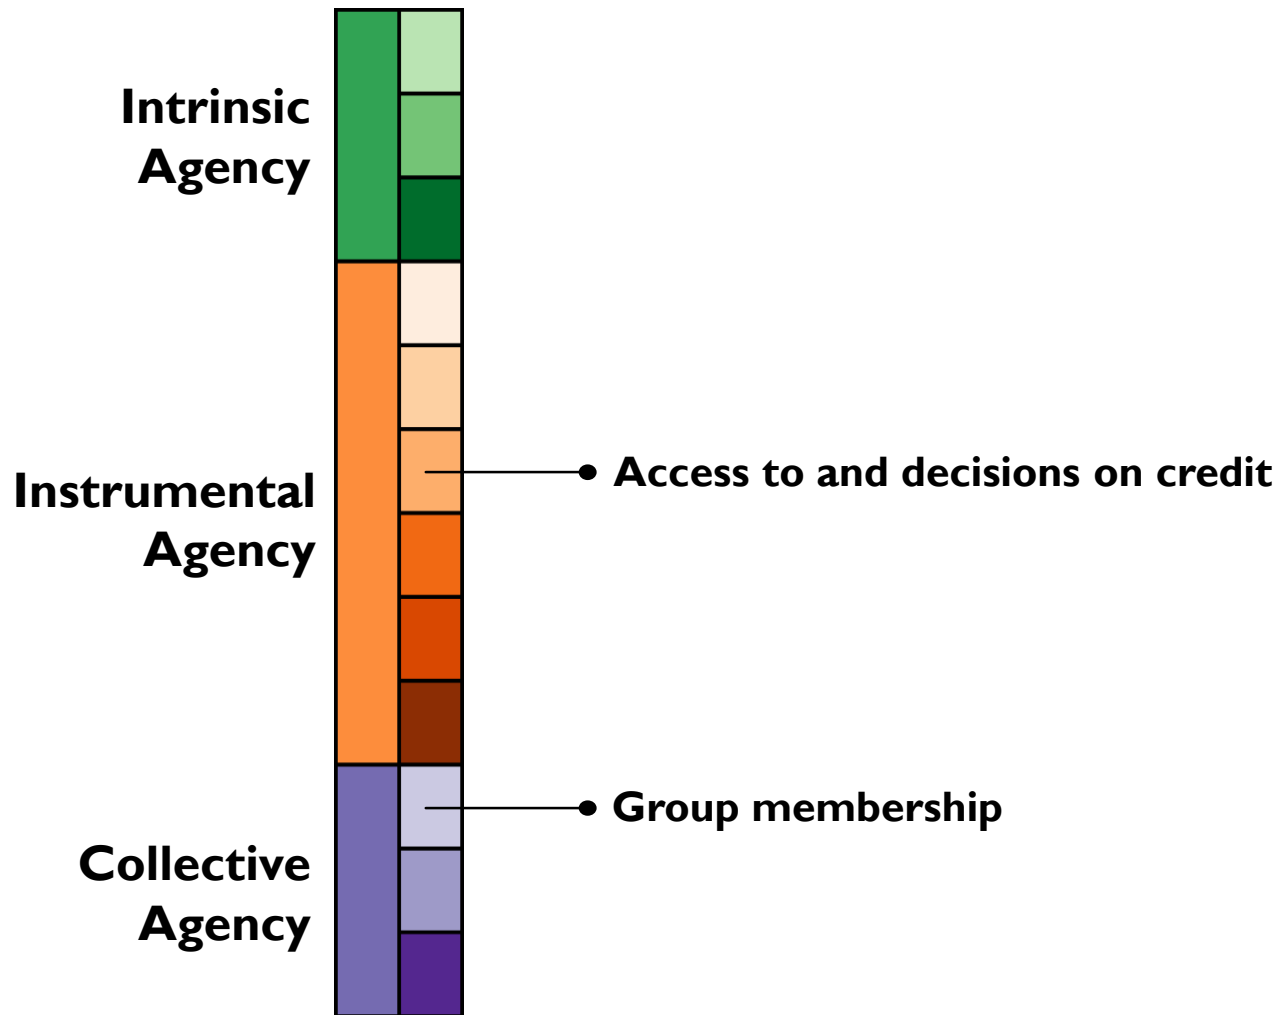 Intrinsic
Agency
Instrumental
Agency
Access to and decisions on credit
Group membership
Collective
Agency